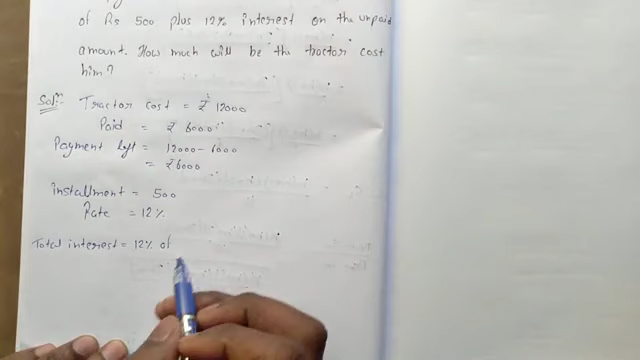 of Rs 500 plus 12% interest on the unpaid
amount. How much will be the tractor cost
him?
Solⁿ:- Tractor cost = ₹ 12000
Paid = ₹ 6000
Payment left = 12000 - 6000
= ₹6000
Installment = 500
Rate = 12%
Total interest = 12% of